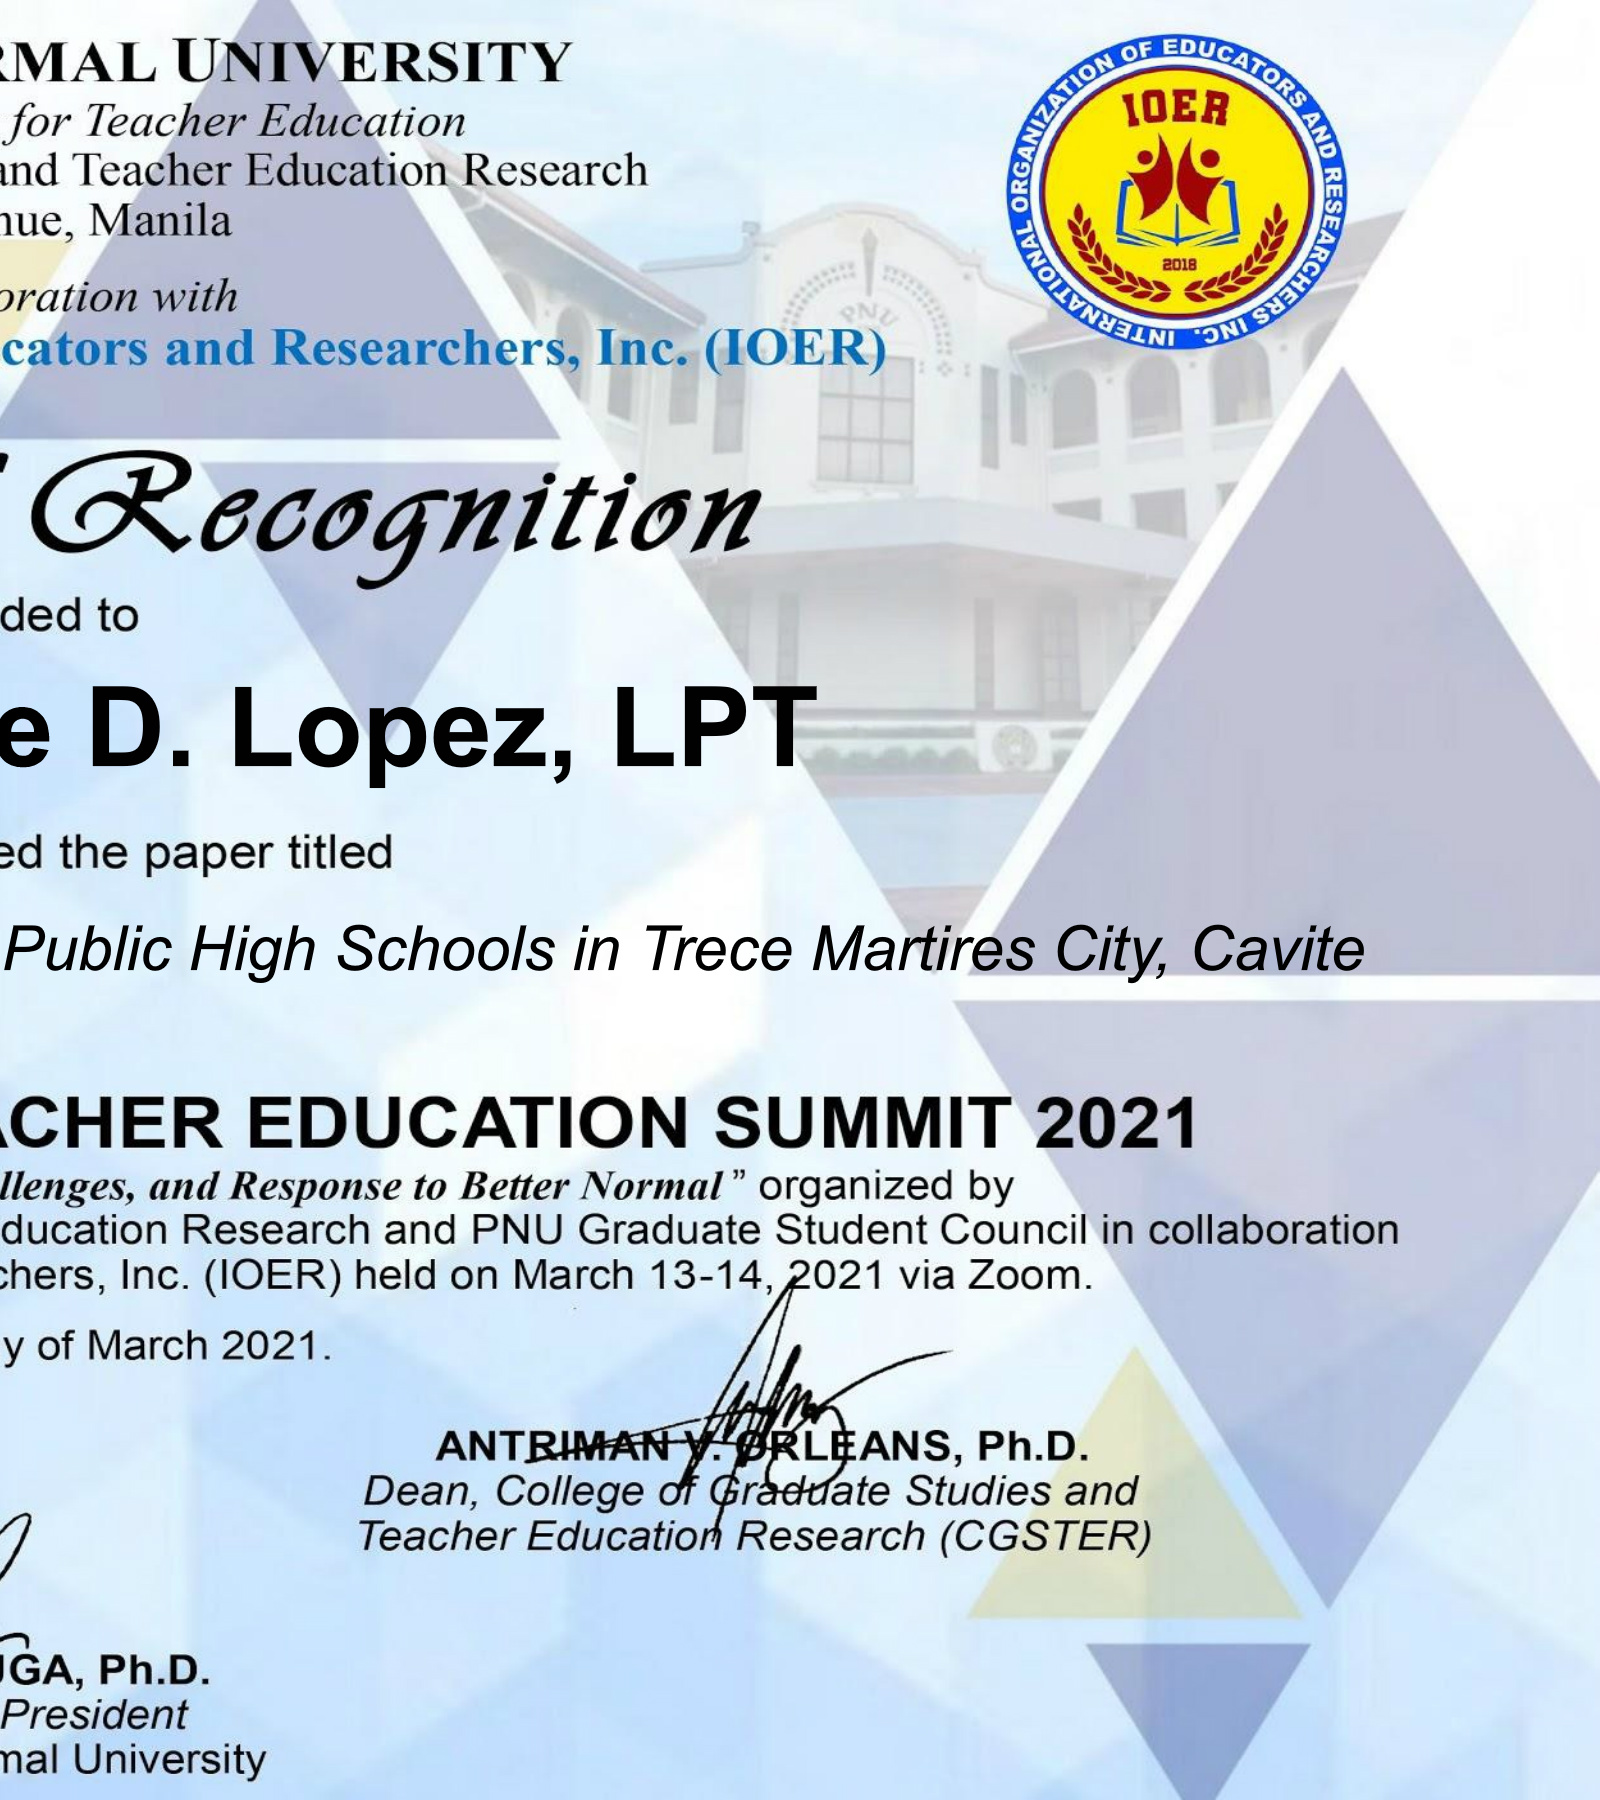 RMAL UNIVERSITY
for Teacher Education
and Teacher Education Research
nue, Manila
oration with
cators and Researchers, Inc. (IOER)
INTERNATIONAL ORGANIZATION OF EDUCATORS AND RESEARCHERS INC.
IOER
2018
PNU
Recognition
ded to
e D. Lopez, LPT
ed the paper titled
Public High Schools in Trece Martires City, Cavite
ACHER EDUCATION SUMMIT 2021
llenges, and Response to Better Normal” organized by
ducation Research and PNU Graduate Student Council in collaboration
chers, Inc. (IOER) held on March 13-14, 2021 via Zoom.
y of March 2021.
ANTRIMAN V. ORLEANS, Ph.D.
Dean, College of Graduate Studies and
Teacher Education Research (CGSTER)
UGA, Ph.D.
President
mal University